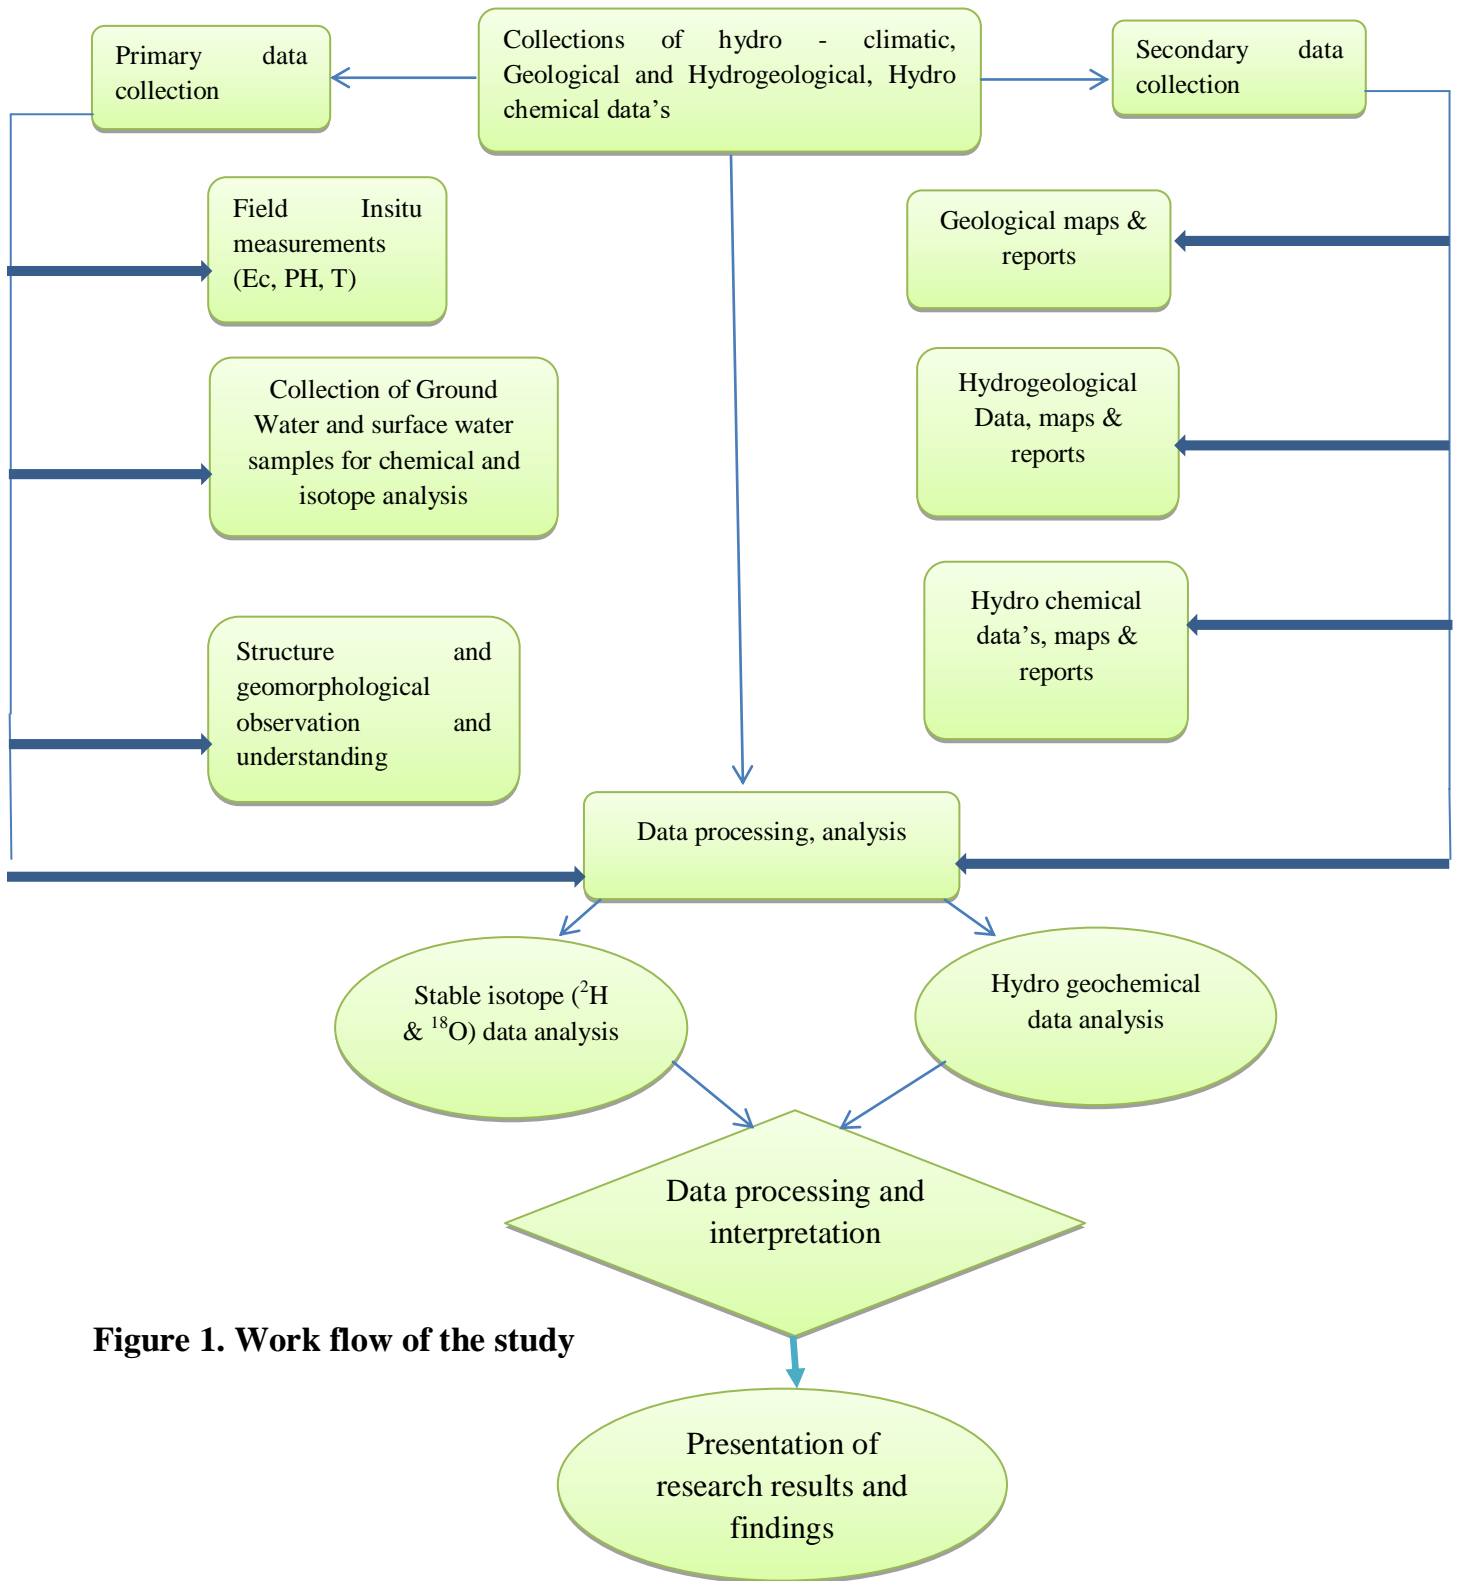 Primary data
collection
Collections of hydro - climatic,
Geological and Hydrogeological, Hydro
chemical data’s
Secondary data
collection
Field Insitu
measurements
(Ec, PH, T)
Geological maps &
reports
Collection of Ground
Water and surface water
samples for chemical and
isotope analysis
Hydrogeological
Data, maps &
reports
Structure and
geomorphological
observation and
understanding
Hydro chemical
data’s, maps &
reports
Data processing, analysis
Stable isotope (²H
& ¹⁸O) data analysis
Hydro geochemical
data analysis
Data processing and
interpretation
Figure 1. Work flow of the study
Presentation of
research results and
findings